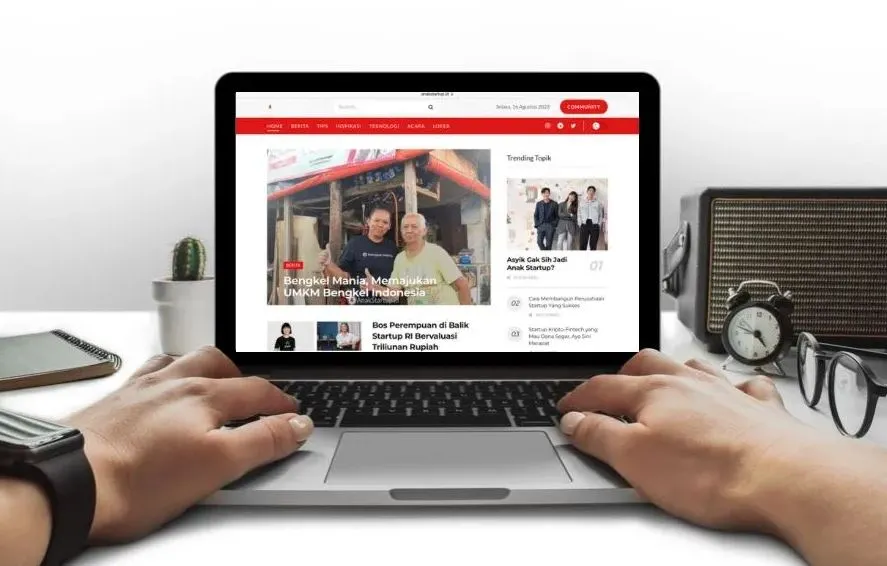 Search...
Selasa, 15 Agustus 2023
COMMUNITY
HOME BERITA TIPS INSPIRASI TEKNOLOGI ACARA LOKER
Trending Topik
BERITA
Bengkel Mania, Memajukan
UMKM Bengkel Indonesia
Asyik Gak Sih Jadi
Anak Startup?
01
02
Cara Membangun Perusahaan
Startup Yang Sukses
03
Startup Kripto-Fintech yang
Mau Dana Segar, Ayo Sini
Merapat
Bos Perempuan di Balik
Startup RI Bervaluasi
Triliunan Rupiah